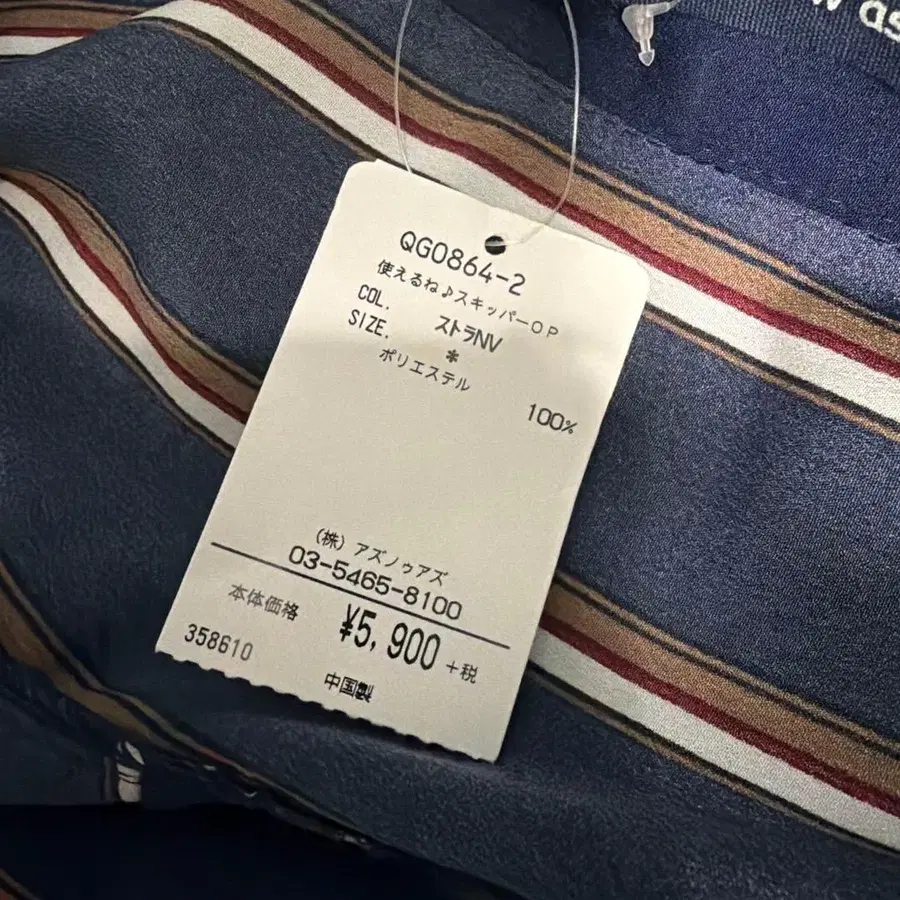 w as
QG0864-2
使えるね♪スキッパーOP
COL. ストラNV
SIZE. *
ポリエステル
100%
(株) アズノゥアズ
03-5465-8100
本体価格 ¥5,900 +税
358610
中国製